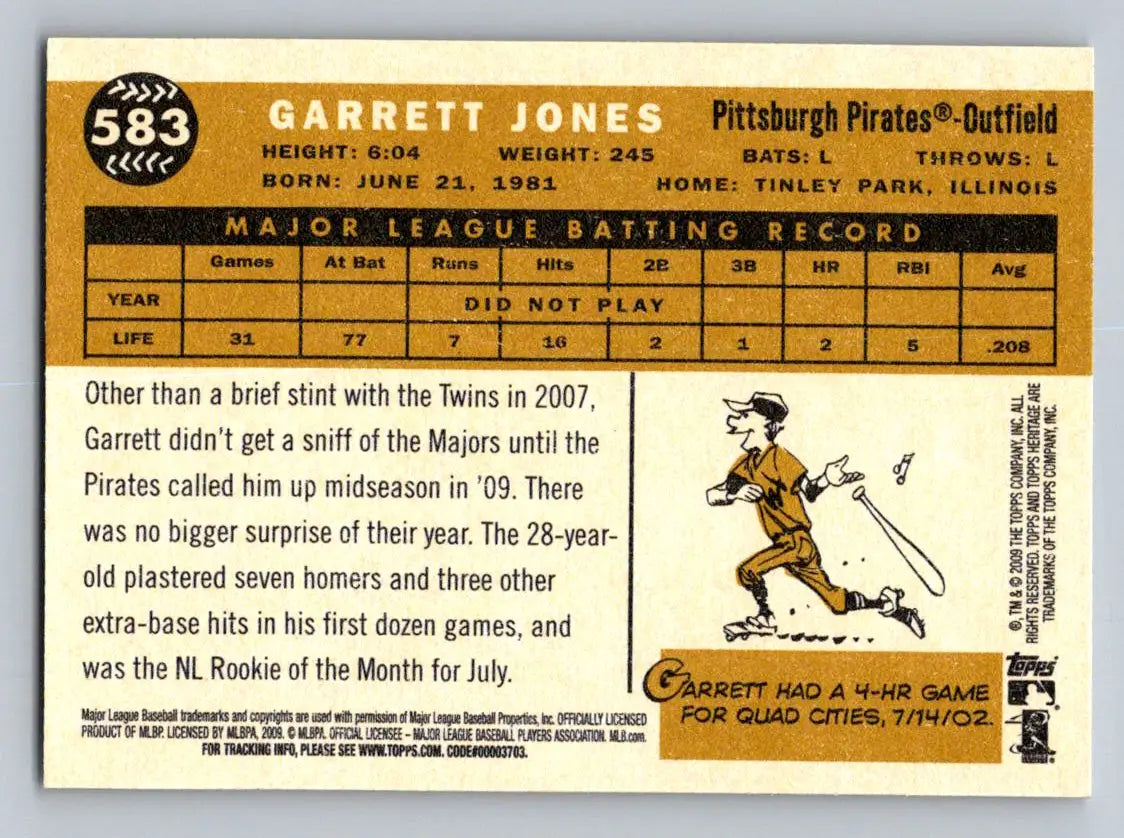 583
GARRETT JONES
Pittsburgh Pirates®-Outfield
HEIGHT: 6:04 WEIGHT: 245 BATS: L THROWS: L
BORN: JUNE 21, 1981 HOME: TINLEY PARK, ILLINOIS
MAJOR LEAGUE BATTING RECORD
Games At Bat Runs Hits 2B 3B HR RBI Avg
YEAR DID NOT PLAY
LIFE 31 77 7 16 2 1 2 5 .208
Other than a brief stint with the Twins in 2007,
Garrett didn't get a sniff of the Majors until the
Pirates called him up midseason in '09. There
was no bigger surprise of their year. The 28-year-
old plastered seven homers and three other
extra-base hits in his first dozen games, and
was the NL Rookie of the Month for July.
GARRETT HAD A 4-HR GAME
FOR QUAD CITIES, 7/14/02.
®, TM & © 2009 THE TOPPS COMPANY, INC. ALL
RIGHTS RESERVED. TOPPS AND TOPPS HERITAGE ARE
TRADEMARKS OF THE TOPPS COMPANY, INC.
topps®
Major League Baseball trademarks and copyrights are used with permission of Major League Baseball Properties, Inc. OFFICIALLY LICENSED
PRODUCT OF MLBP. LICENSED BY MLBPA, 2009. © MLBPA. OFFICIAL LICENSEE – MAJOR LEAGUE BASEBALL PLAYERS ASSOCIATION. MLB.com.
FOR TRACKING INFO, PLEASE SEE WWW.TOPPS.COM. CODE#00003703.